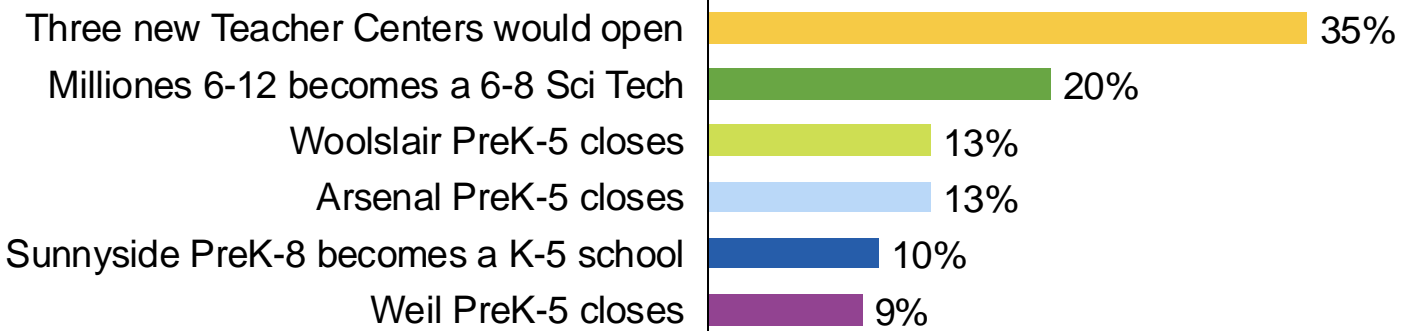 Three new Teacher Centers would open 35%
Milliones 6-12 becomes a 6-8 Sci Tech 20%
Woolslair PreK-5 closes 13%
Arsenal PreK-5 closes 13%
Sunnyside PreK-8 becomes a K-5 school 10%
Weil PreK-5 closes 9%